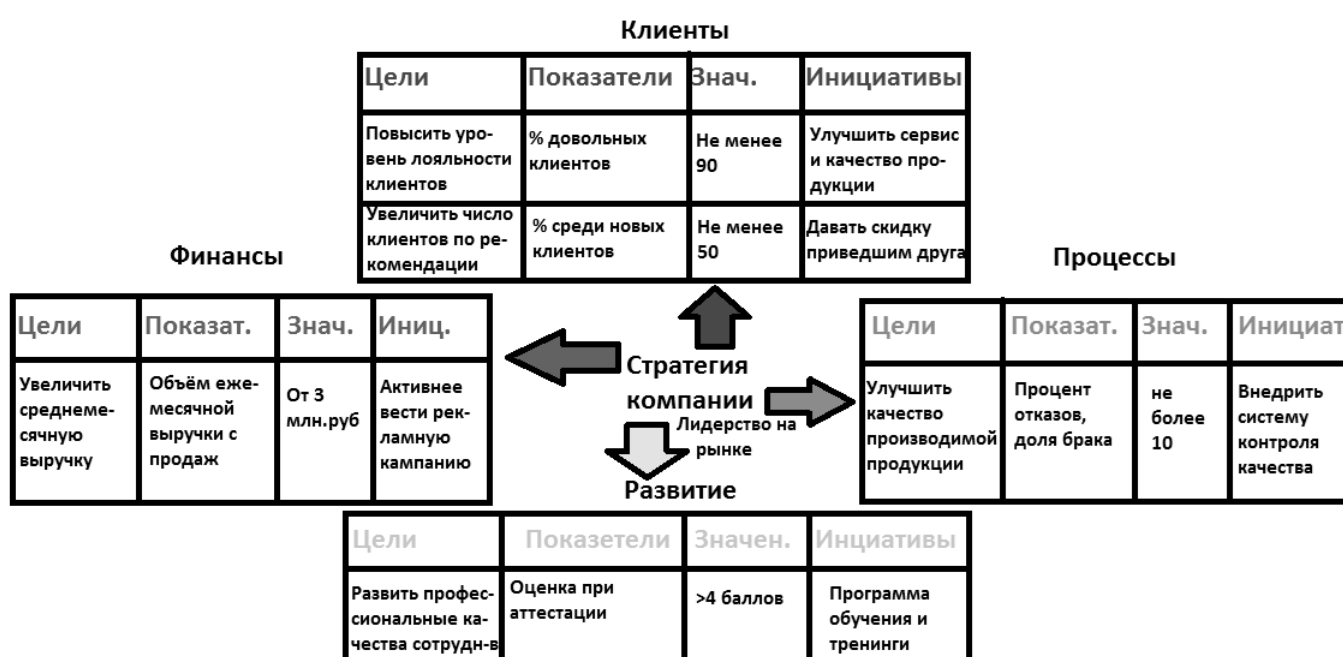 Клиенты
Цели Показатели Знач. Инициативы
Повысить уро-
вень лояльности
клиентов
% довольных
клиентов
Не менее
90
Улучшить сервис
и качество про-
дукции
Увеличить число
клиентов по ре-
комендации
% среди новых
клиентов
Не менее
50
Давать скидку
приведшим друга
Финансы
Цели Показат. Знач. Иниц.
Увеличить
среднеме-
сячную
выручку
Объём еже-
месячной
выручки с
продаж
От 3
млн.руб
Активнее
вести рек-
ламную
кампанию
Стратегия
компании
Лидерство на
рынке
Процессы
Цели Показат. Знач. Инициат
Улучшить
качество
производимой
продукции
Процент
отказов,
доля брака
не
более
10
Внедрить
систему
контроля
качества
Развитие
Цели Показетели Значен. Инциативы
Развить профес-
сиональные ка-
чества сотрудн-в
Оценка при
аттестации
>4 баллов
Программа
обучения и
тренинги